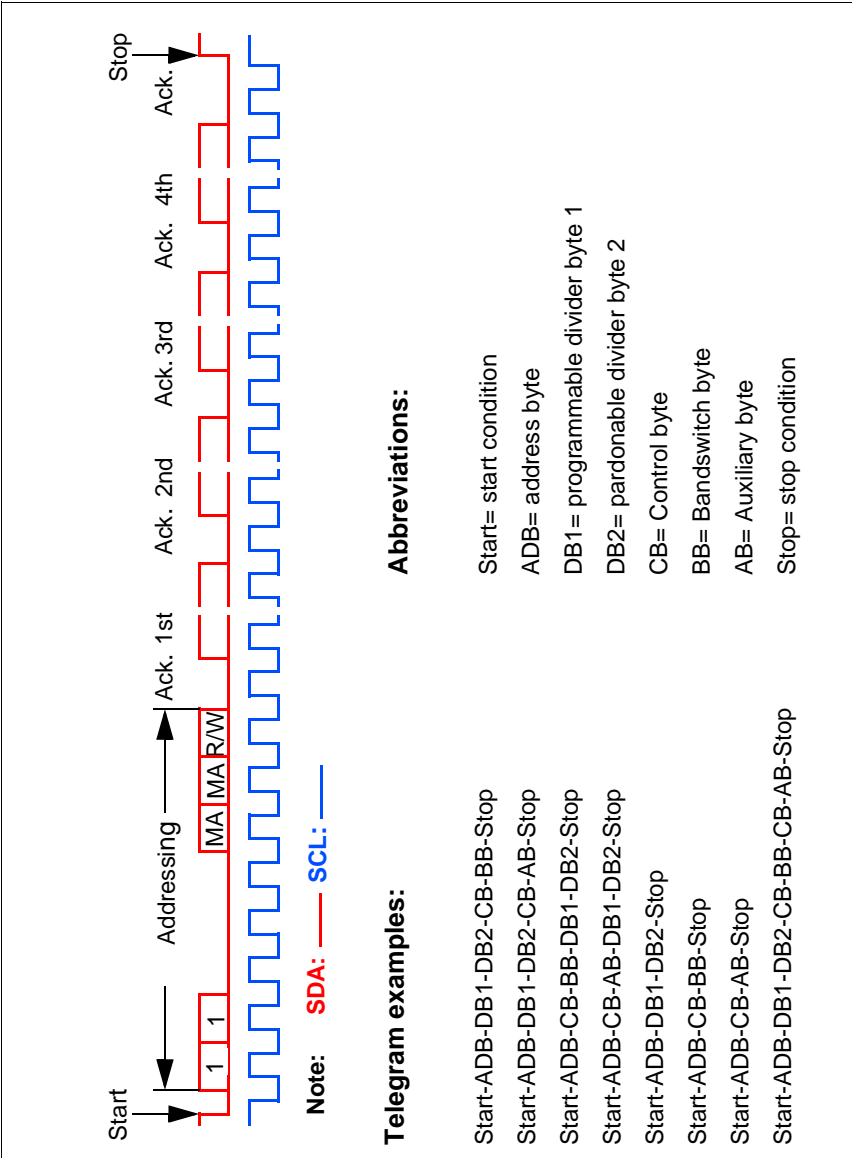 Start
Stop
Addressing
Ack. 1st
Ack. 2nd
Ack. 3rd
Ack. 4th
Ack.
1 1 MA MA R/W
Note: SDA: SCL:
Telegram examples:
Start-ADB-DB1-DB2-CB-BB-Stop
Start-ADB-DB1-DB2-CB-AB-Stop
Start-ADB-CB-BB-DB1-DB2-Stop
Start-ADB-CB-AB-DB1-DB2-Stop
Start-ADB-DB1-DB2-Stop
Start-ADB-CB-BB-Stop
Start-ADB-CB-AB-Stop
Start-ADB-DB1-DB2-CB-BB-CB-AB-Stop
Abbreviations:
Start= start condition
ADB= address byte
DB1= programmable divider byte 1
DB2= pardonable divider byte 2
CB= Control byte
BB= Bandswitch byte
AB= Auxiliary byte
Stop= stop condition